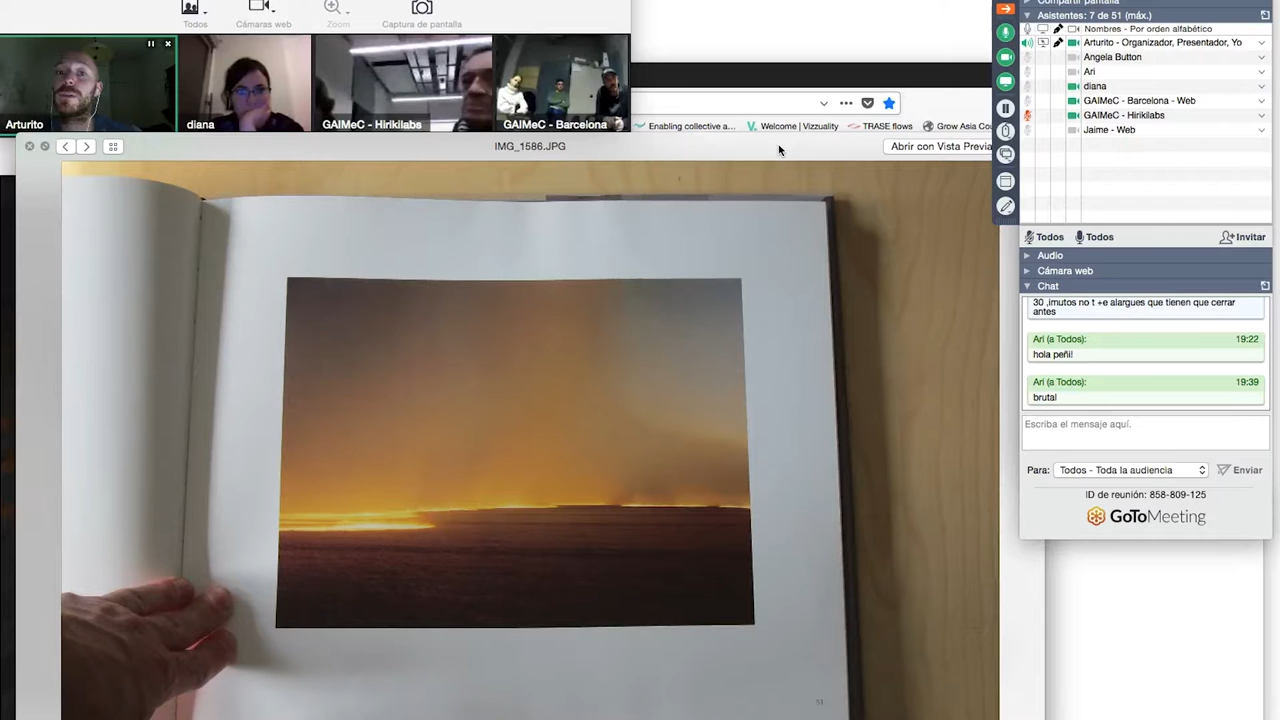 Todos
Cámaras web
Zoom
Captura de pantalla
Arturito
diana
GAIMeC - Hirikilabs
GAIMeC - Barcelona
Enabling collective a...
Welcome | Vizzuality
TRASE flows
Grow Asia Cou
IMG_1586.JPG
Abrir con Vista Previa
51
Compartir pantalla
Asistentes: 7 de 51 (máx.)
Nombres - Por orden alfabético
Arturito - Organizador, Presentador, Yo
Angela Button
Ari
diana
GAIMeC - Barcelona - Web
GAIMeC - Hirikilabs
Jaime - Web
Todos
Todos
Invitar
Audio
Cámara web
Chat
30 ,imutos no t +e alargues que tienen que cerrar
antes
Ari (a Todos): 19:22
hola peñi!
Ari (a Todos): 19:39
brutal
Escriba el mensaje aquí.
Para: Todos - Toda la audiencia Enviar
ID de reunión: 858-809-125
GoToMeeting